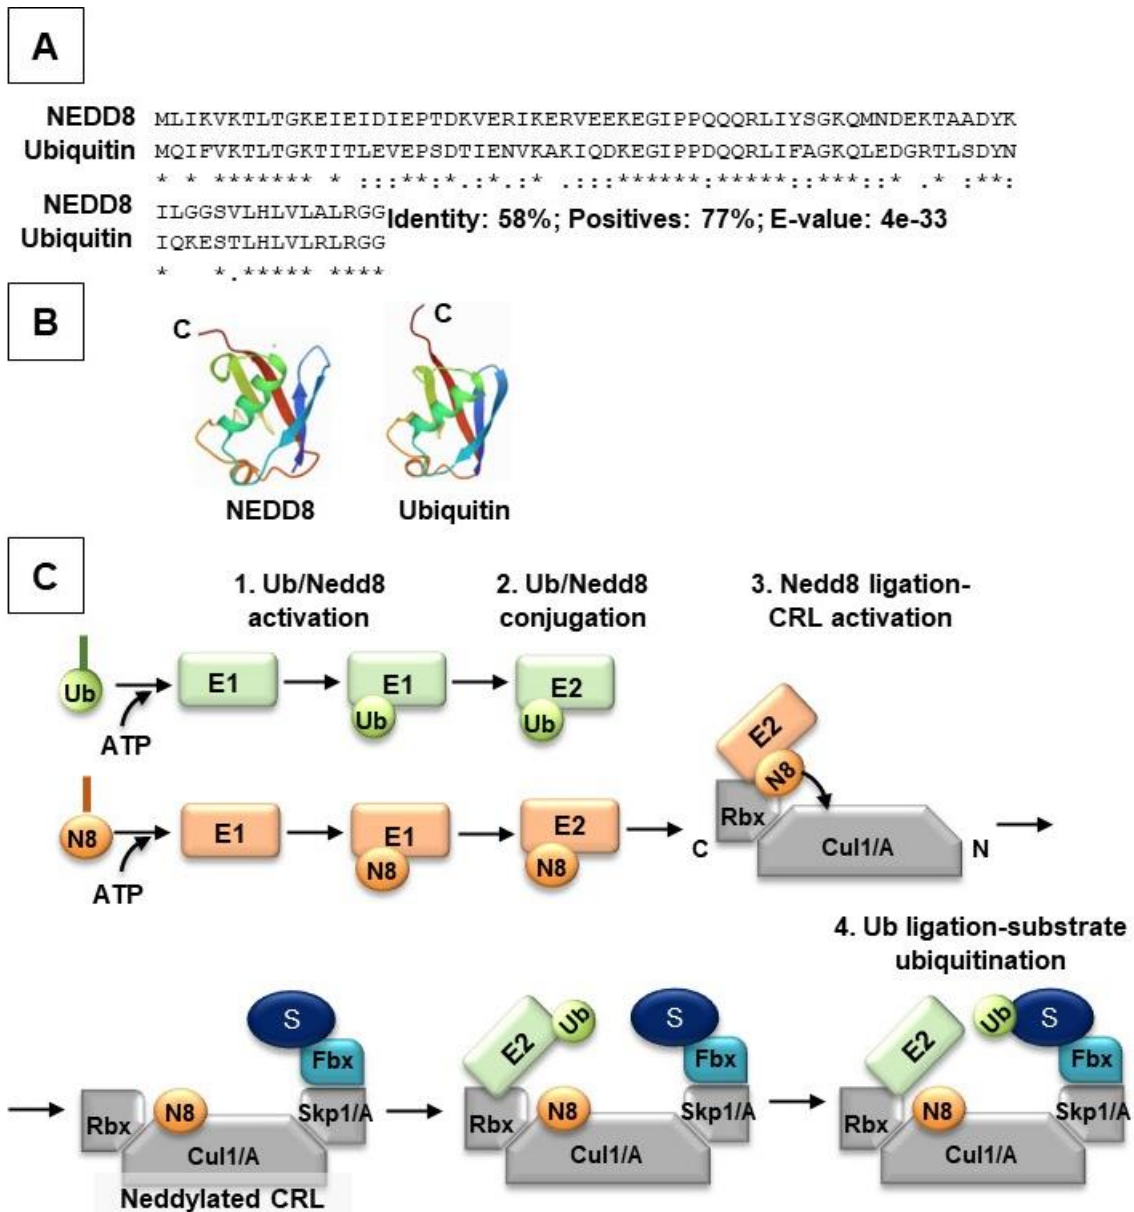 A
NEDD8 MLIKVKTLTGKEIEIDIEPTDKVERIKERVEEKEGIPPQQQRLIYSGKQMNDEKTAADYK
Ubiquitin MQIFVKTLTGKTITLEVEPSDTIENVKAKIQDKEGIPPDQQRLIFAGKQLEDGRTLSDYN
* * ******* * :::**:*.:*.:* .:::******:*****::***::* .* :**:
NEDD8 ILGGSVLHLVLALRGG Identity: 58%; Positives: 77%; E-value: 4e-33
Ubiquitin IQKESTLHLVLRLRGG
* *.***** ****
B
C
C
NEDD8
Ubiquitin
C
1. Ub/Nedd8
activation
2. Ub/Nedd8
conjugation
3. Nedd8 ligation-
CRL activation
Ub
ATP
E1
E1
Ub
E2
Ub
N8
ATP
E1
E1
N8
E2
N8
E2
N8
Rbx
Cul1/A
C
N
4. Ub ligation-substrate
ubiquitination
S
Fbx
Rbx
N8
Skp1/A
Cul1/A
Neddylated CRL
E2
Ub
S
Fbx
Rbx
N8
Skp1/A
Cul1/A
E2
Ub
S
Fbx
Rbx
N8
Skp1/A
Cul1/A